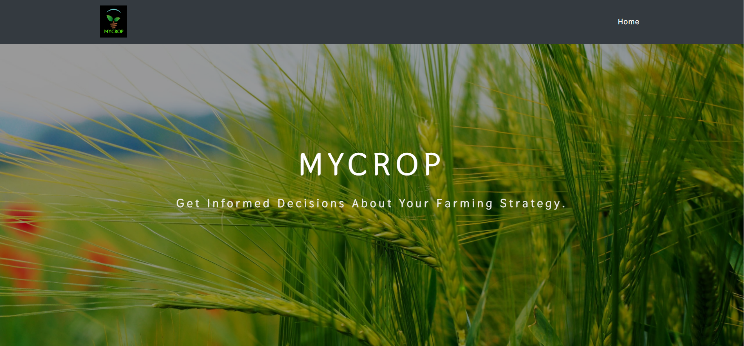 MYCROP
Home
MYCROP
Get Informed Decisions About Your Farming Strategy.